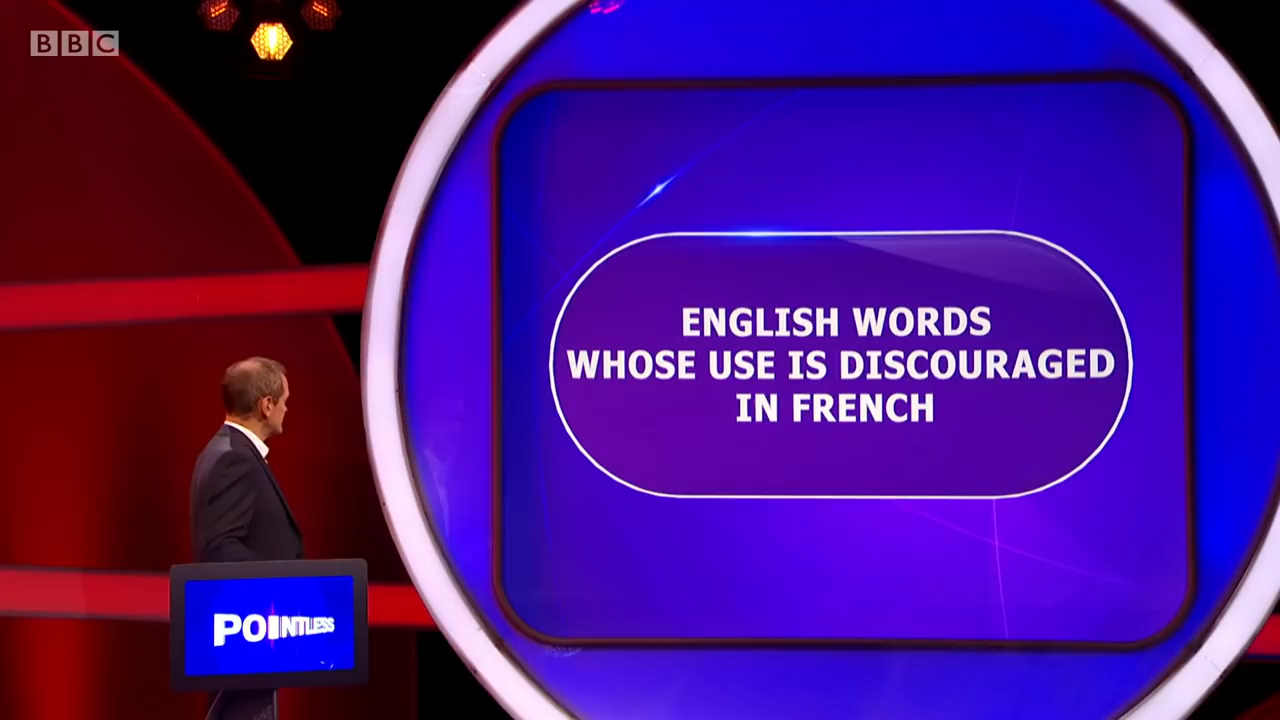 BBC
ENGLISH WORDS
WHOSE USE IS DISCOURAGED
IN FRENCH
POINTLESS